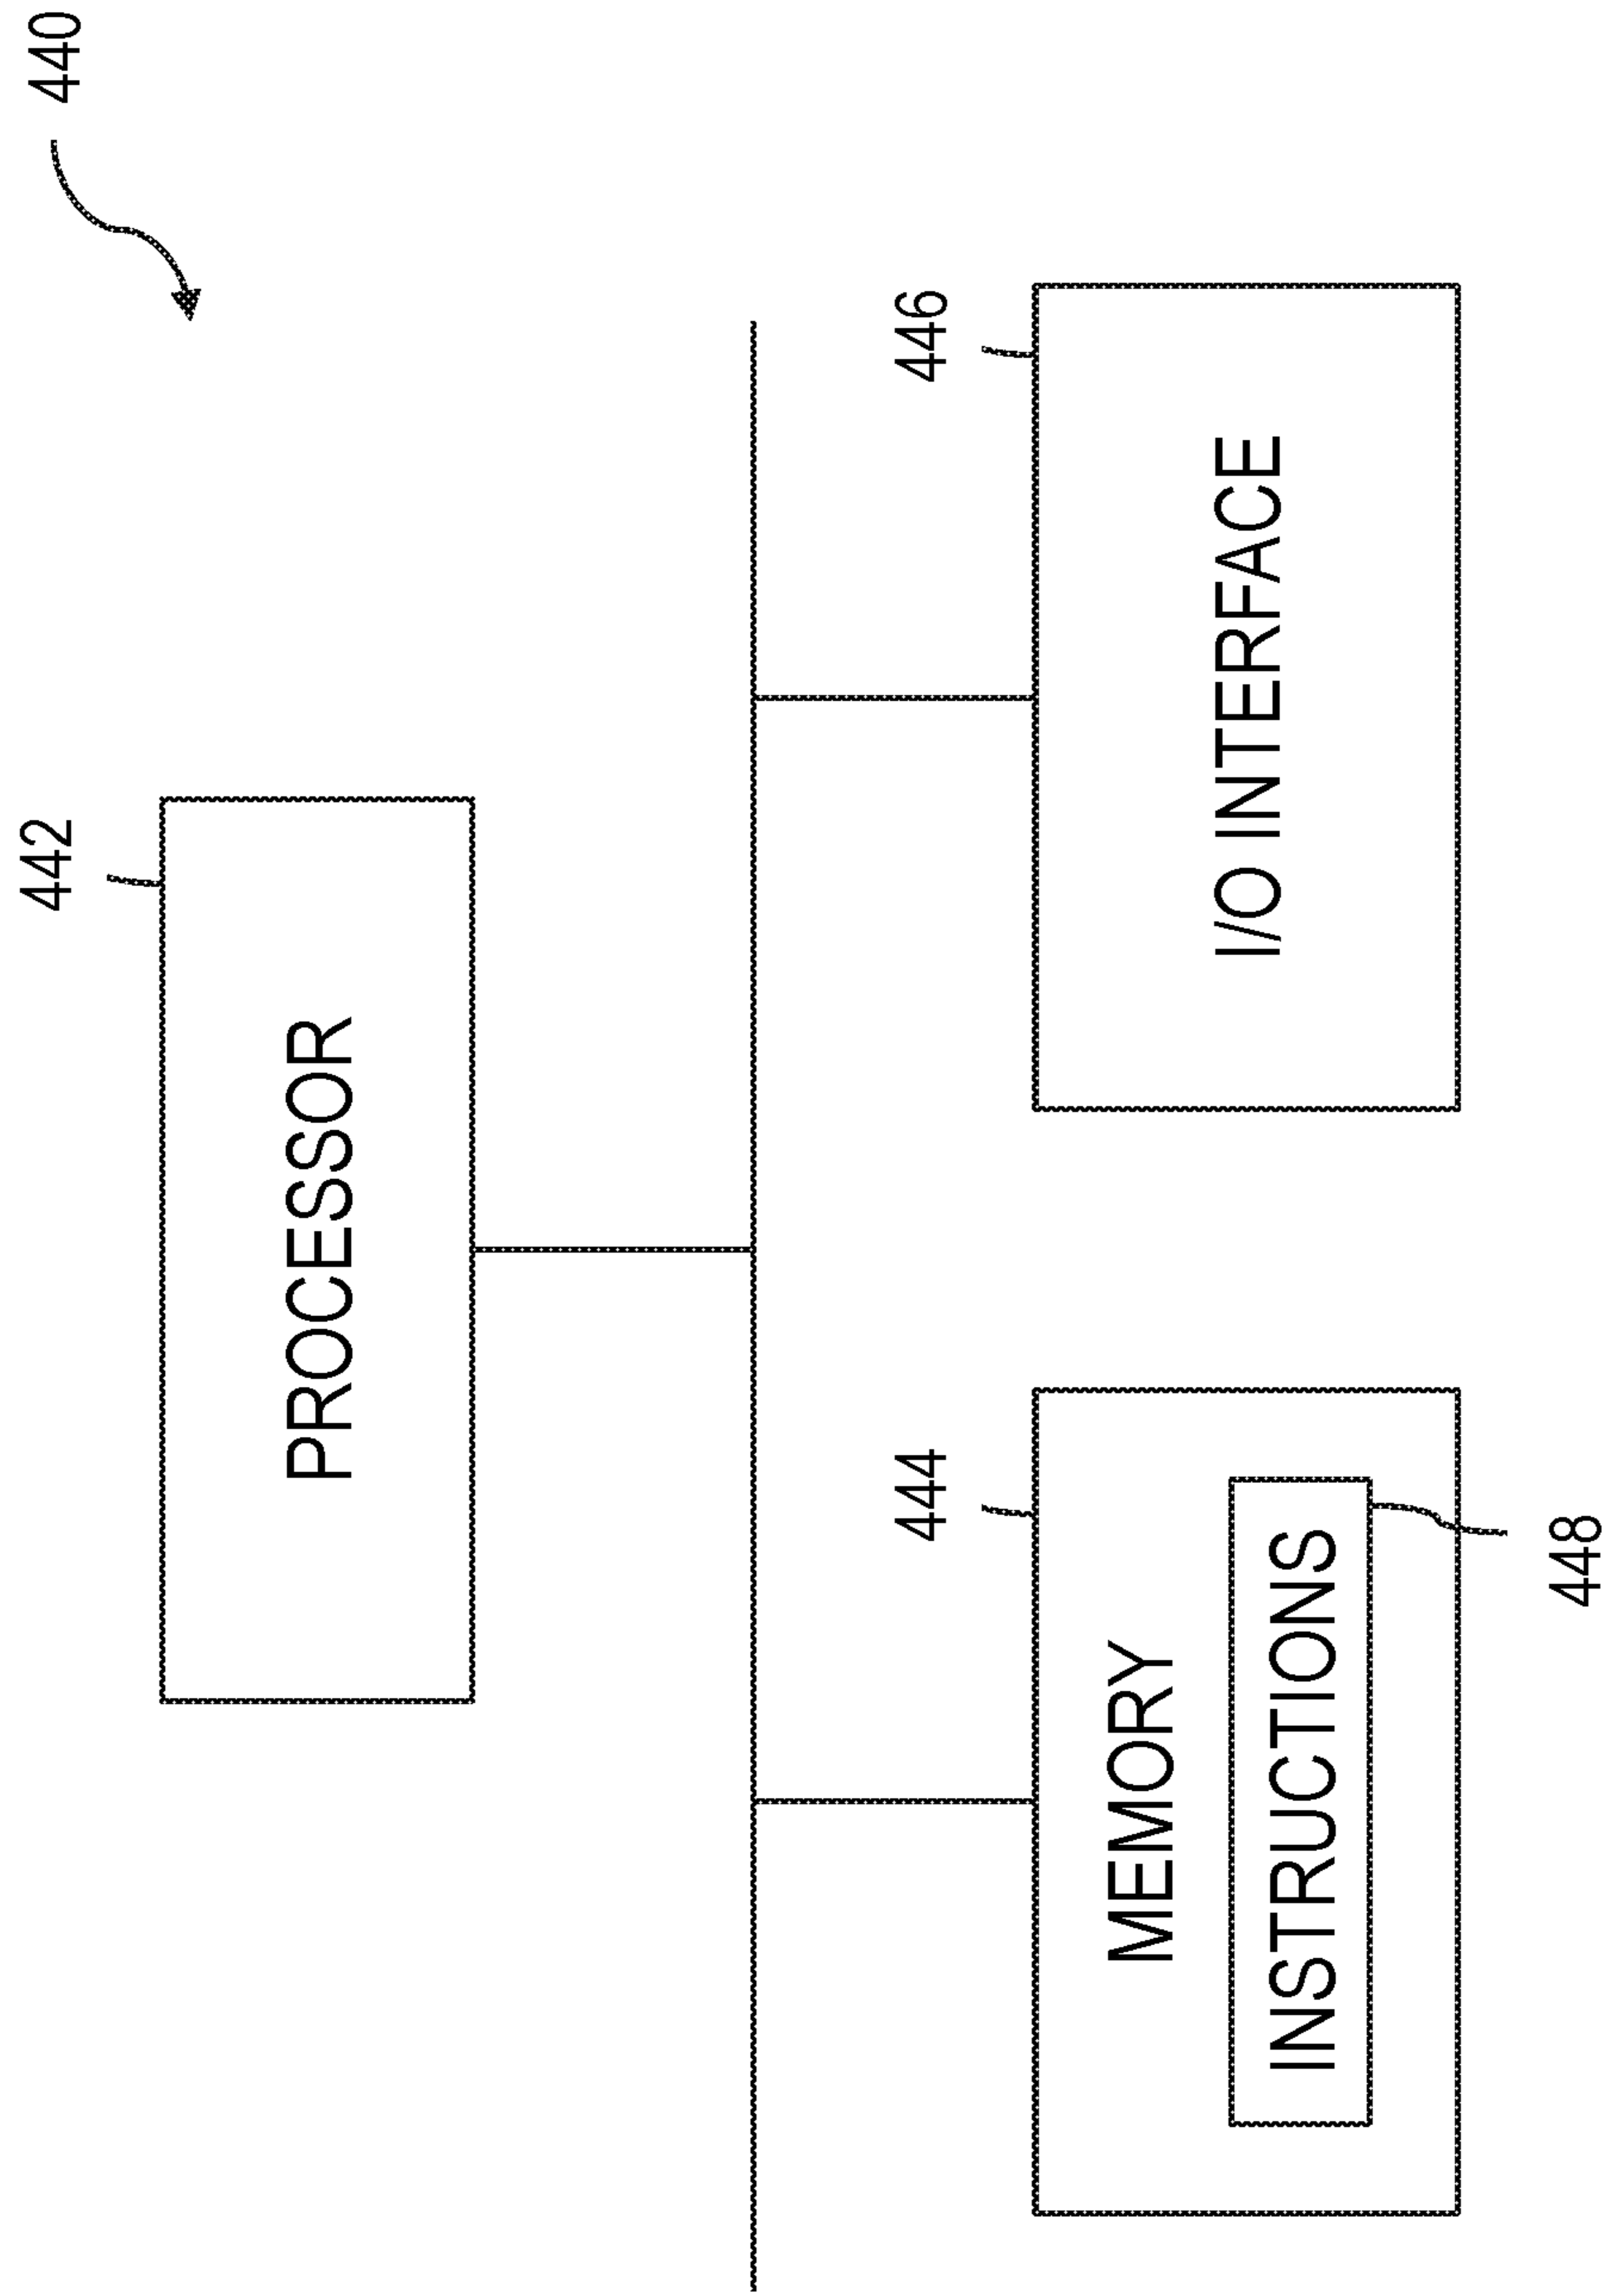 440
442
PROCESSOR
444
446
MEMORY
I/O INTERFACE
INSTRUCTIONS
448